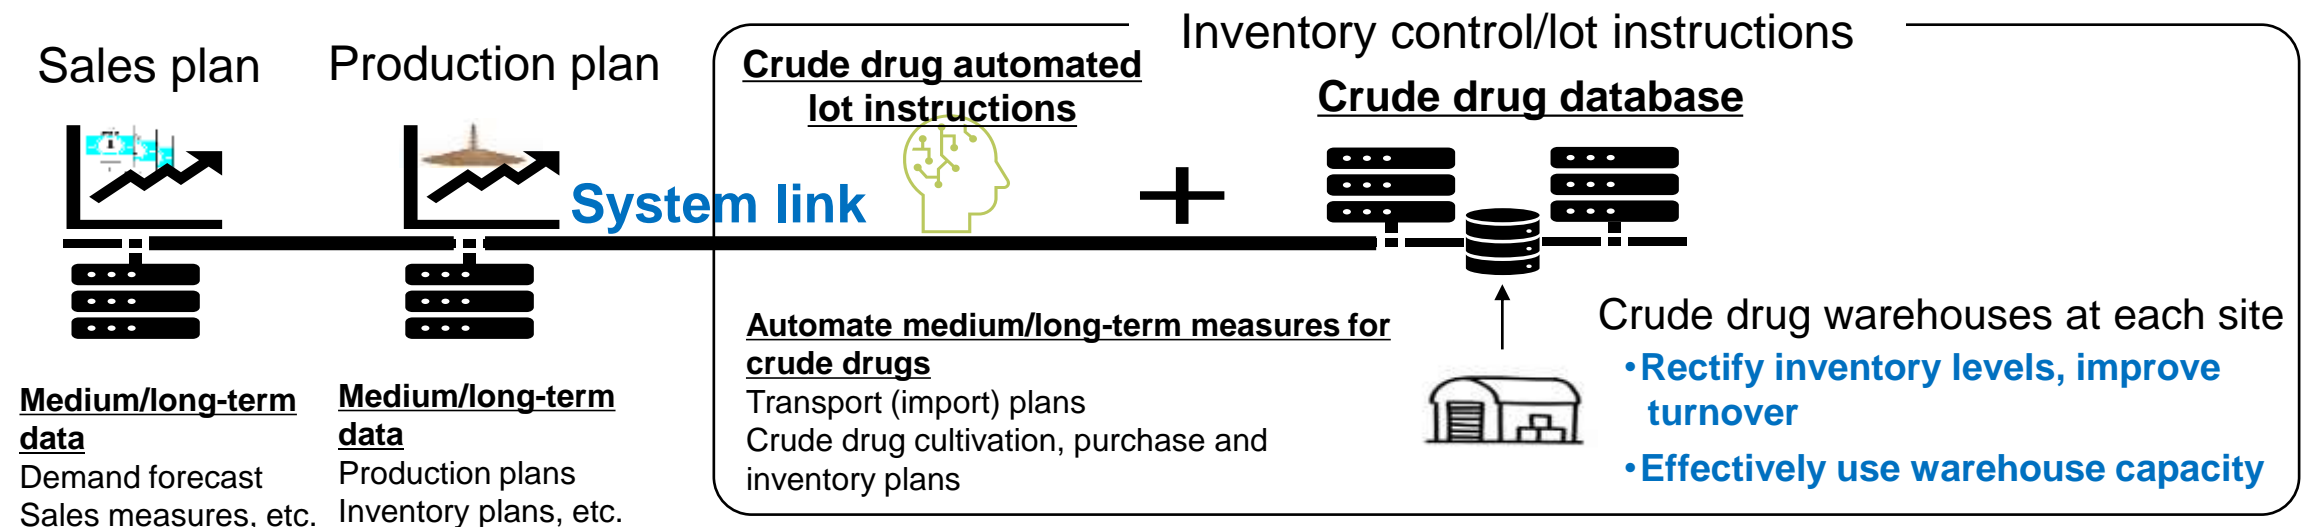 Sales plan
Production plan
Inventory control/lot instructions
Crude drug automated
lot instructions
Crude drug database
System link
Medium/long-term
data
Demand forecast
Sales measures, etc.
Medium/long-term
data
Production plans
Inventory plans, etc.
Automate medium/long-term measures for
crude drugs
Transport (import) plans
Crude drug cultivation, purchase and
inventory plans
Crude drug warehouses at each site
•Rectify inventory levels, improve
turnover
•Effectively use warehouse capacity